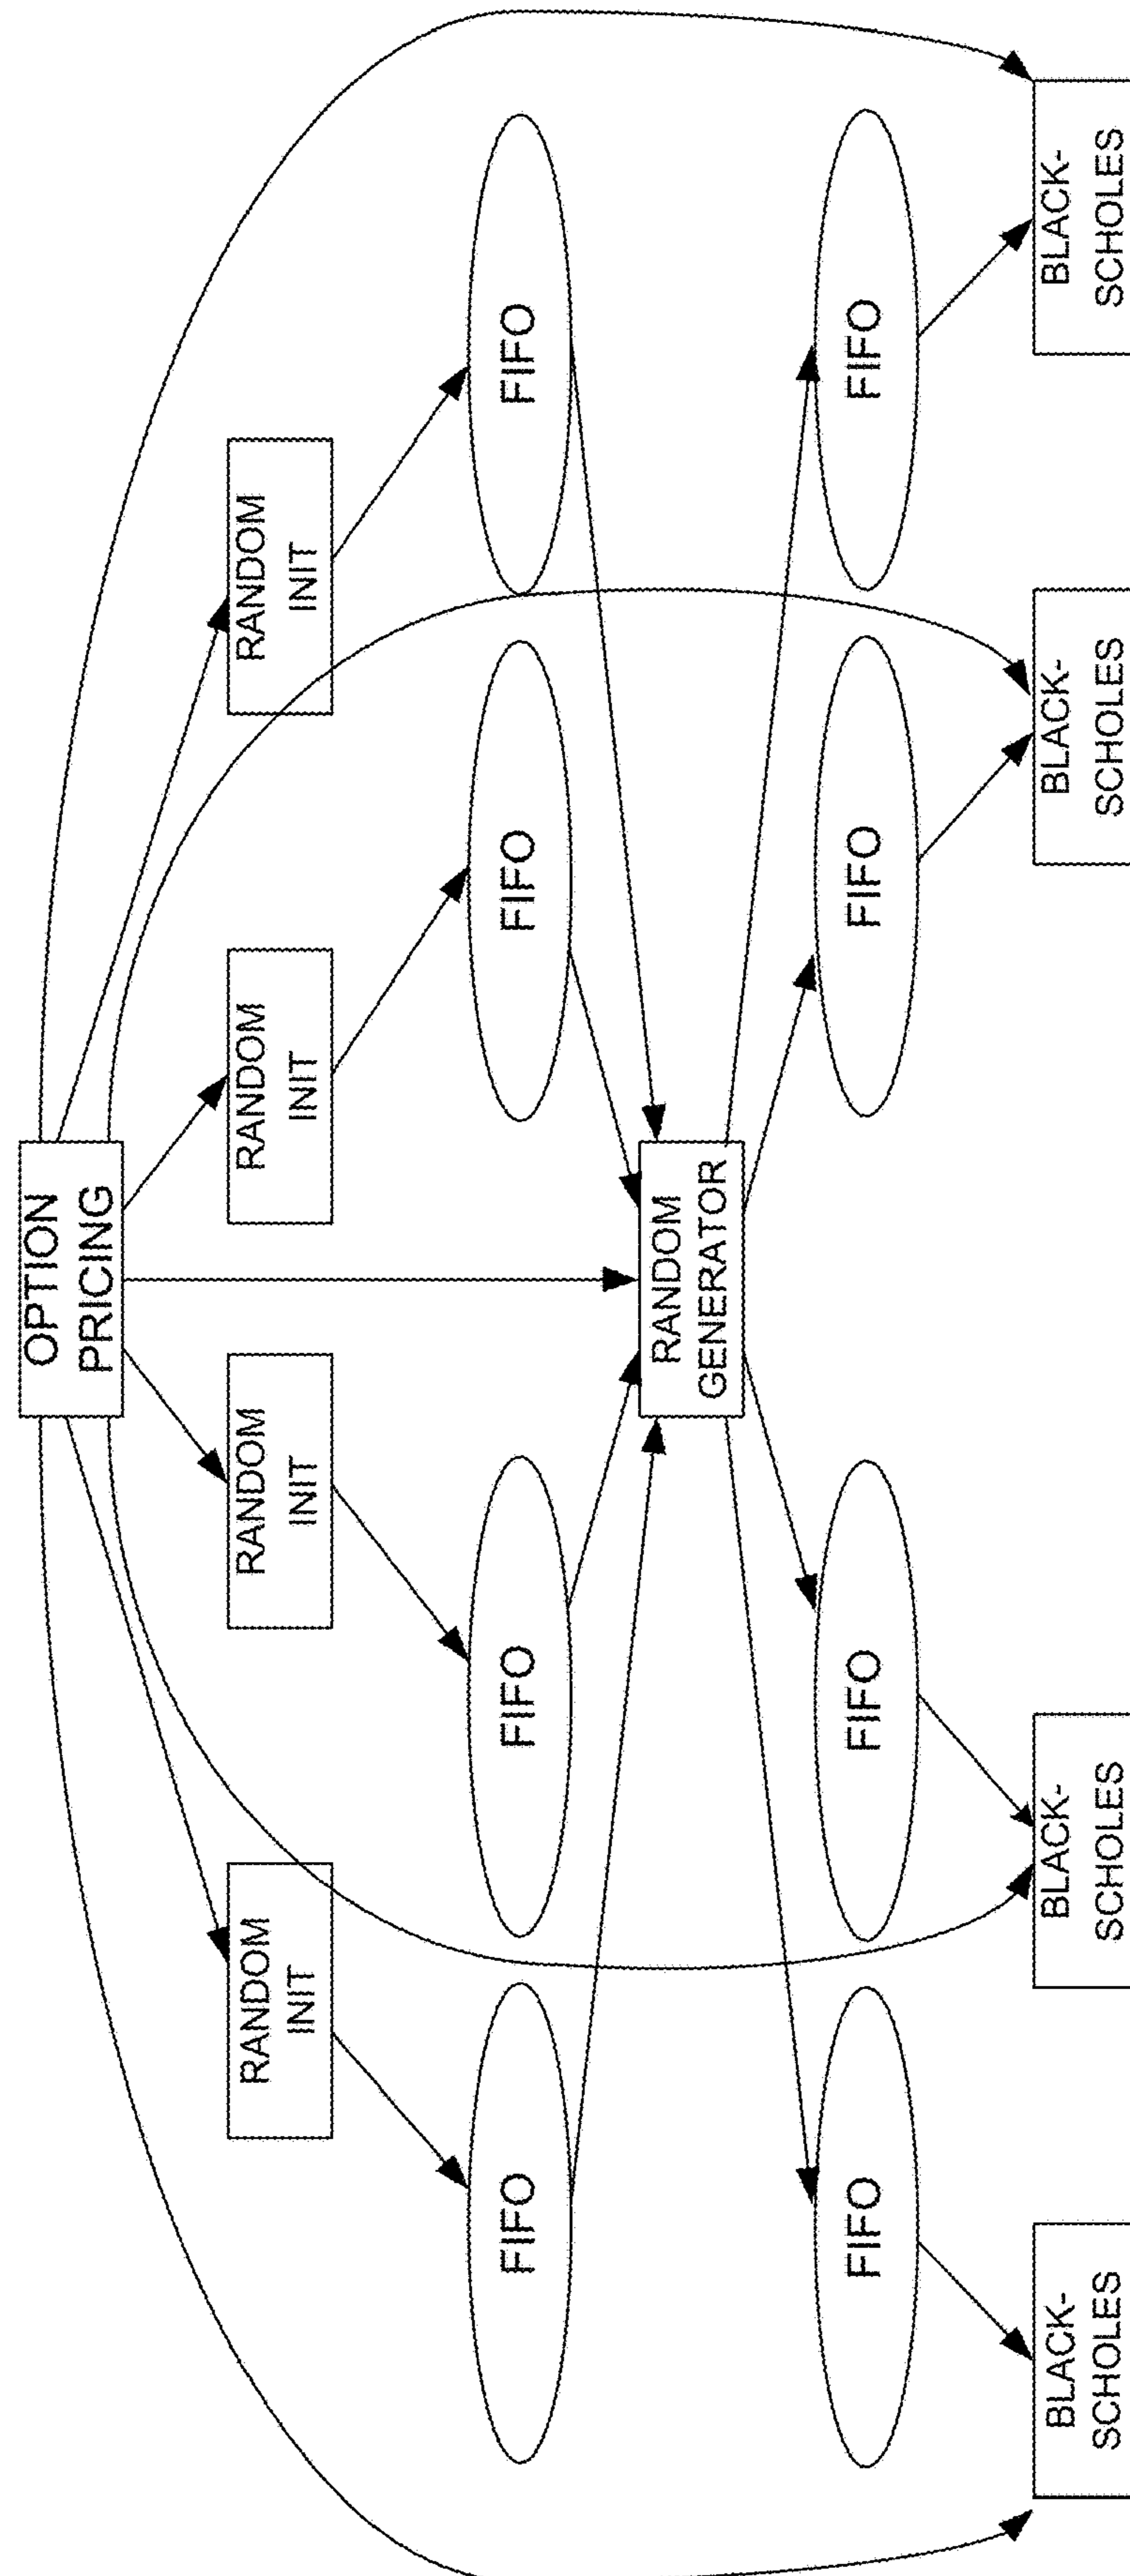 OPTION
PRICING
RANDOM
INIT
RANDOM
INIT
RANDOM
INIT
RANDOM
INIT
FIFO
FIFO
FIFO
FIFO
RANDOM
GENERATOR
FIFO
FIFO
FIFO
FIFO
BLACK-
SCHOLES
BLACK-
SCHOLES
BLACK-
SCHOLES
BLACK-
SCHOLES